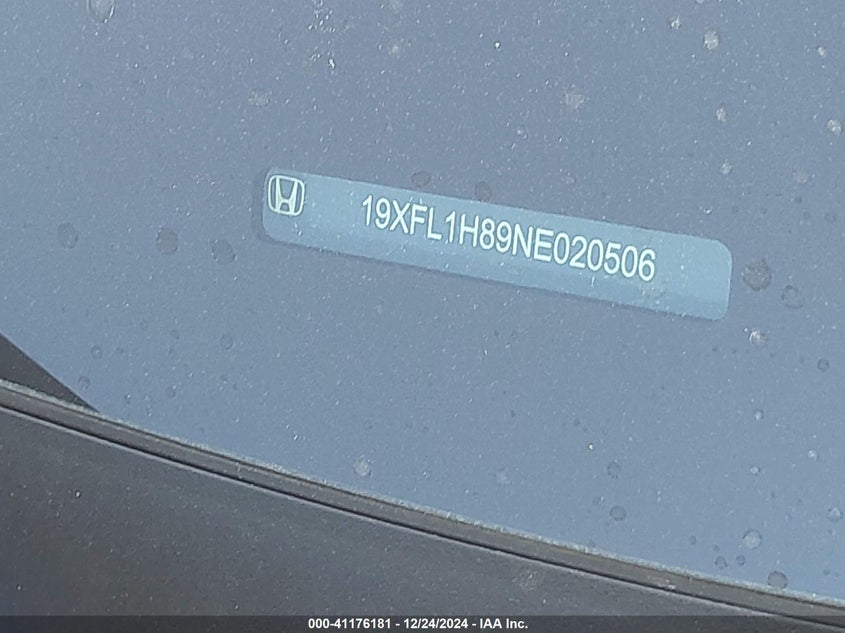 19XFL1H89NE020506
000-41176181 - 12/24/2024 - IAA Inc.